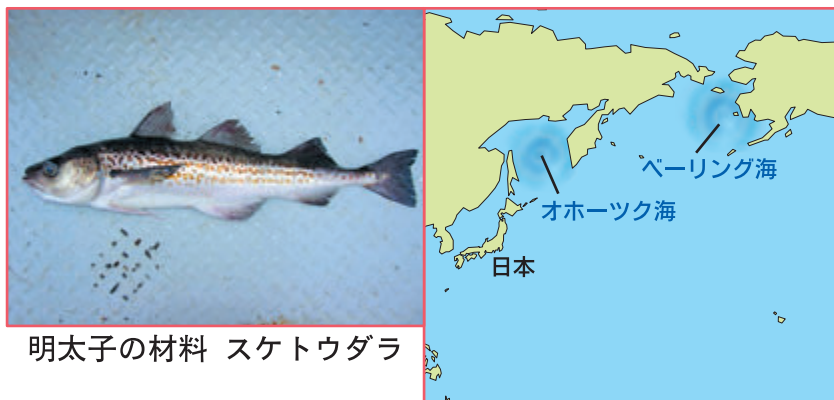 明太子の材料 スケトウダラ
ベーリング海
オホーツク海
日本